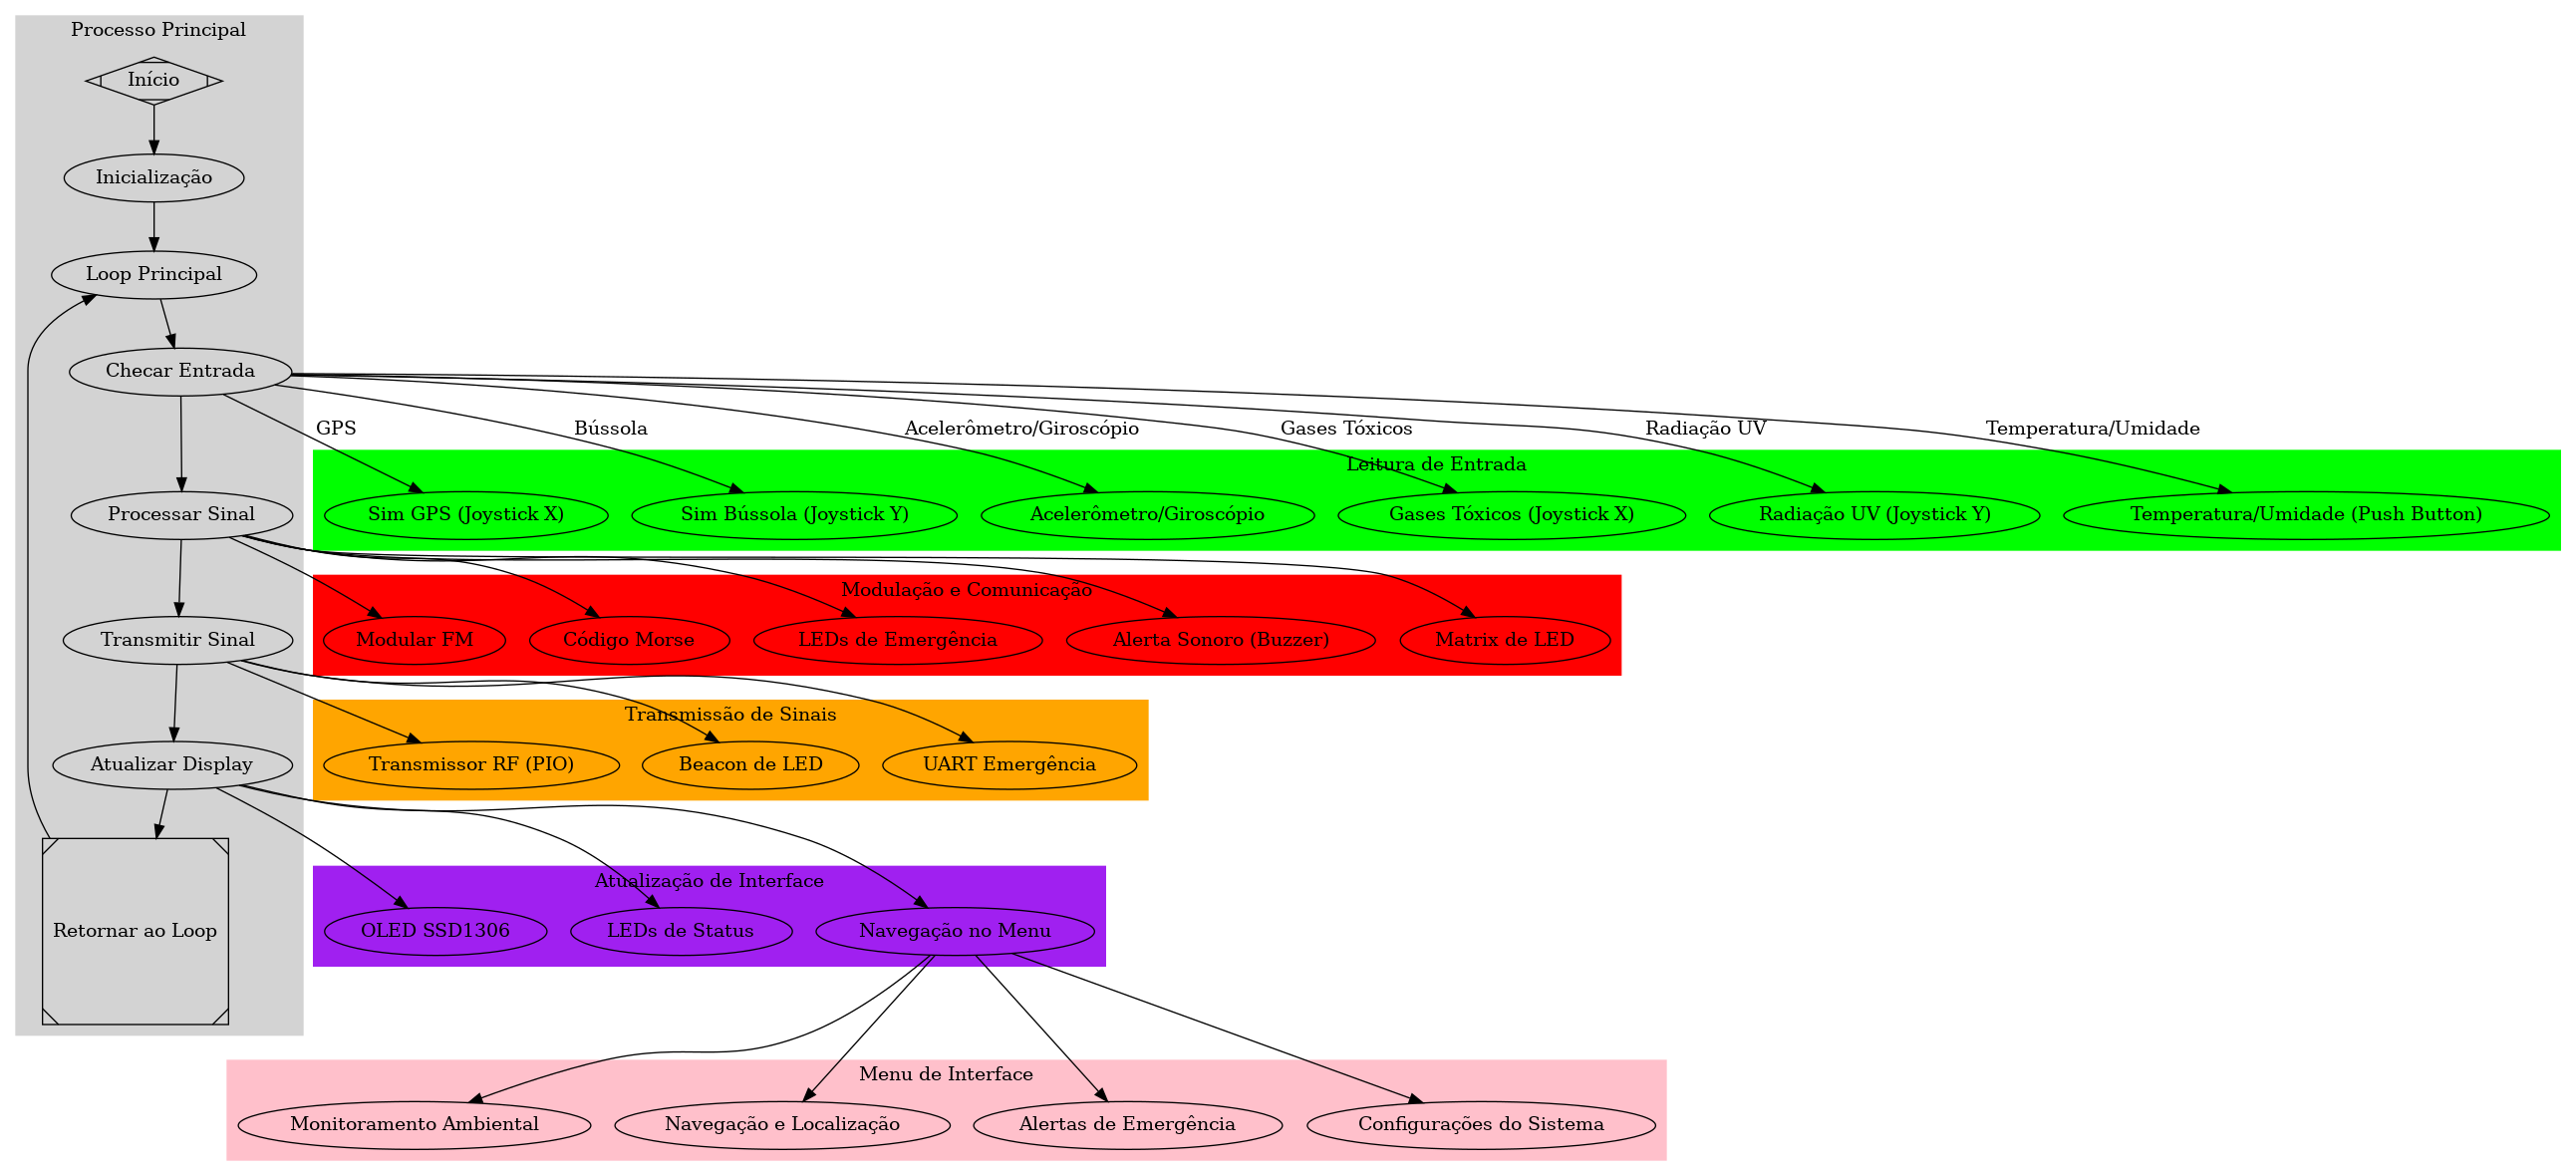 Processo Principal
Início
Inicialização
Loop Principal
Checar Entrada
GPS
Bússola
Acelerômetro/Giroscópio
Gases Tóxicos
Radiação UV
Temperatura/Umidade
Leitura de Entrada
Processar Sinal
Sim GPS (Joystick X)
Sim Bússola (Joystick Y)
Acelerômetro/Giroscópio
Gases Tóxicos (Joystick X)
Radiação UV (Joystick Y)
Temperatura/Umidade (Push Button)
Modulação e Comunicação
Transmitir Sinal
Modular FM
Código Morse
LEDs de Emergência
Alerta Sonoro (Buzzer)
Matrix de LED
Transmissão de Sinais
Atualizar Display
Transmissor RF (PIO)
Beacon de LED
UART Emergência
Atualização de Interface
Retornar ao Loop
OLED SSD1306
LEDs de Status
Navegação no Menu
Menu de Interface
Monitoramento Ambiental
Navegação e Localização
Alertas de Emergência
Configurações do Sistema